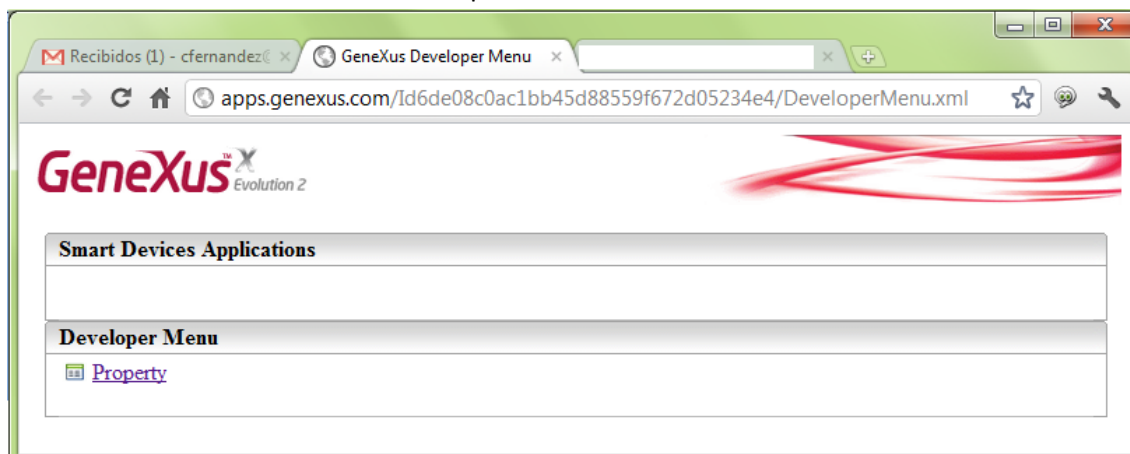 Recibidos (1) - cfernandez@
GeneXus Developer Menu
apps.genexus.com/Id6de08c0ac1bb45d88559f672d05234e4/DeveloperMenu.xml
GeneXus™ X
Evolution 2
Smart Devices Applications
Developer Menu
Property